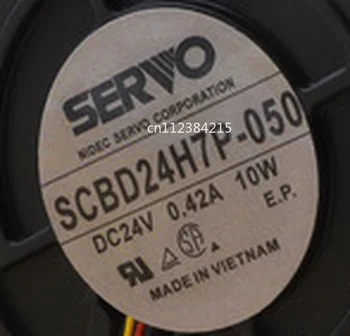 SERVO
NIDEC SERVO CORPORATION
cn112384215
SCBD24H7P-050
DC24V 0.42A 10W
E.P.
MADE IN VIETNAM